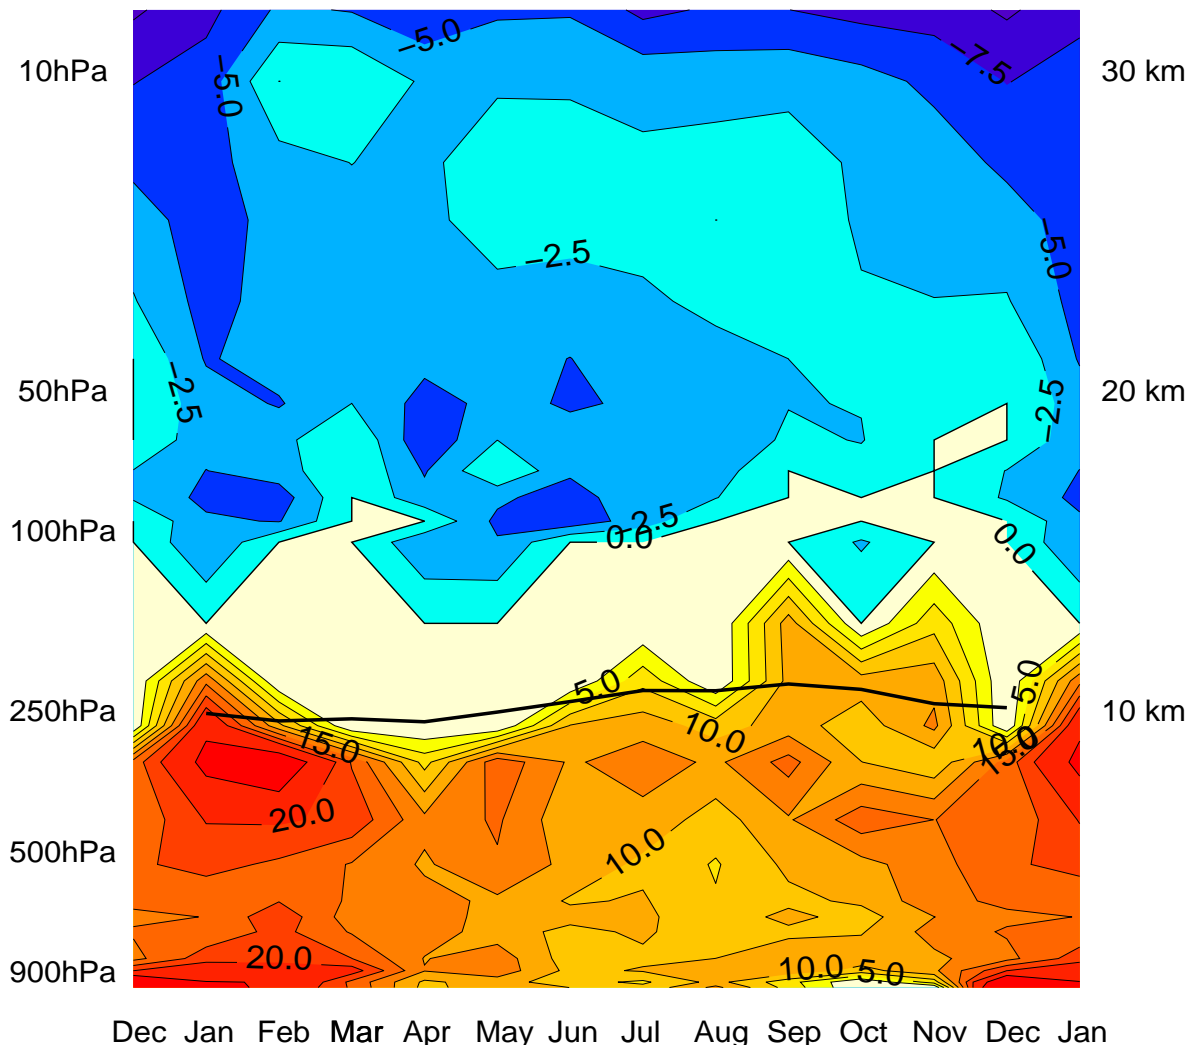 −5.0
−7.5
10hPa
30 km
−5.0
−5.0
−2.5
50hPa
−2.5
−2.5
20 km
100hPa
−2.5
0.0
0.0
250hPa
5.0
5.0
10 km
15.0
10.0
10.0
15.0
20.0
500hPa
10.0
900hPa
20.0
10.0
5.0
Dec Jan Feb Mar Apr May Jun Jul Aug Sep Oct Nov Dec Jan